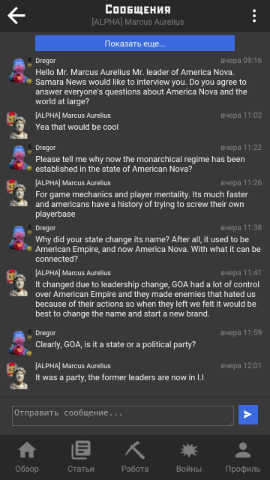 Сообщения
[ALPHA] Marcus Aurelius
Показать еще...
Dregor
вчера 09:16
Hello Mr. Marcus Aurelius Mr. leader of America Nova.
Samara News would like to interview you. Do you agree to
answer everyone's questions about America Nova and the
world at large?
[ALPHA] Marcus Aurelius
вчера 11:02
Yea that would be cool
Dregor
вчера 11:22
Please tell me why now the monarchical regime has been
established in the state of American Nova?
[ALPHA] Marcus Aurelius
вчера 11:26
For game mechanics and player mentality. Its much faster
and americans have a history of trying to screw their own
playerbase
Dregor
вчера 11:38
Why did your state change its name? After all, it used to be
American Empire, and now America Nova. With what it can be
connected?
[ALPHA] Marcus Aurelius
вчера 11:41
It changed due to leadership change, GOA had a lot of control
over American Empire and they made enemies that hated us
because of their actions so when they left we felt it would be
best to change the name and start a new brand.
Dregor
вчера 11:59
Clearly, GOA, is it a state or a political party?
[ALPHA] Marcus Aurelius
вчера 12:01
It was a party, the former leaders are now in I.I
Отправить сообщение...
Обзор
Статьи
Работа
Войны
Профиль